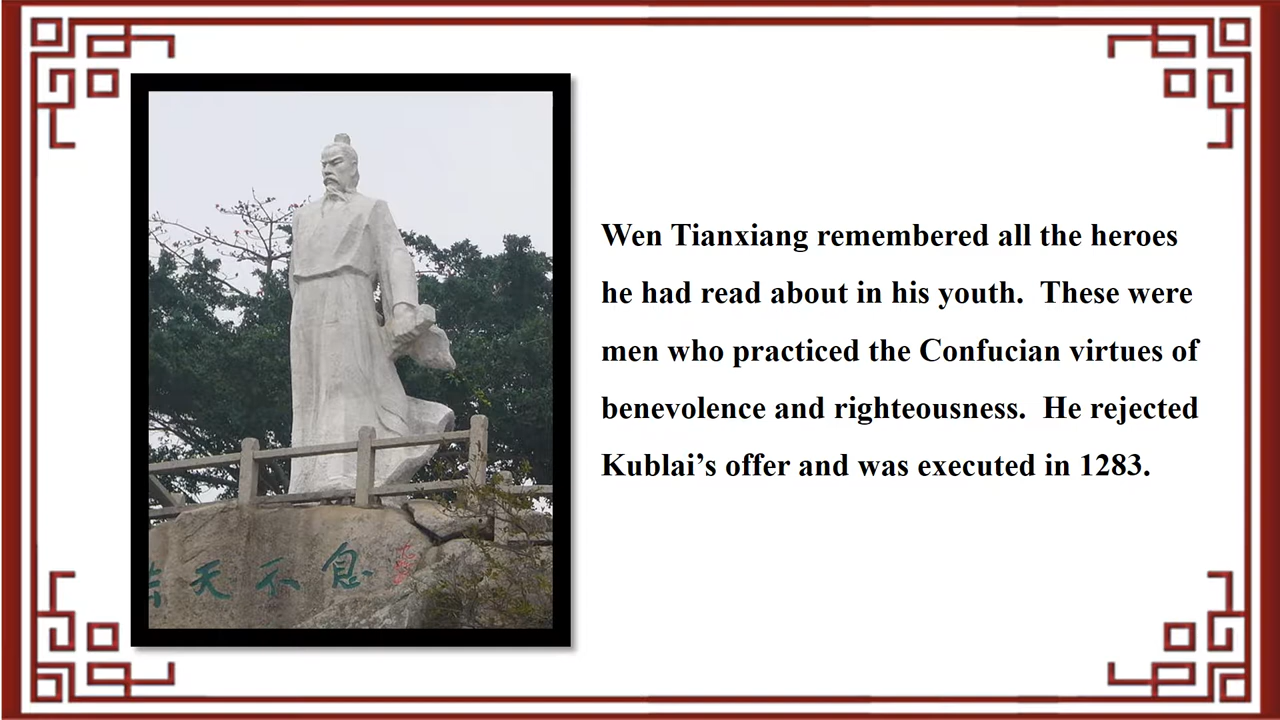 Wen Tianxiang remembered all the heroes
he had read about in his youth.  These were
men who practiced the Confucian virtues of
benevolence and righteousness.  He rejected
Kublai’s offer and was executed in 1283.
天不息